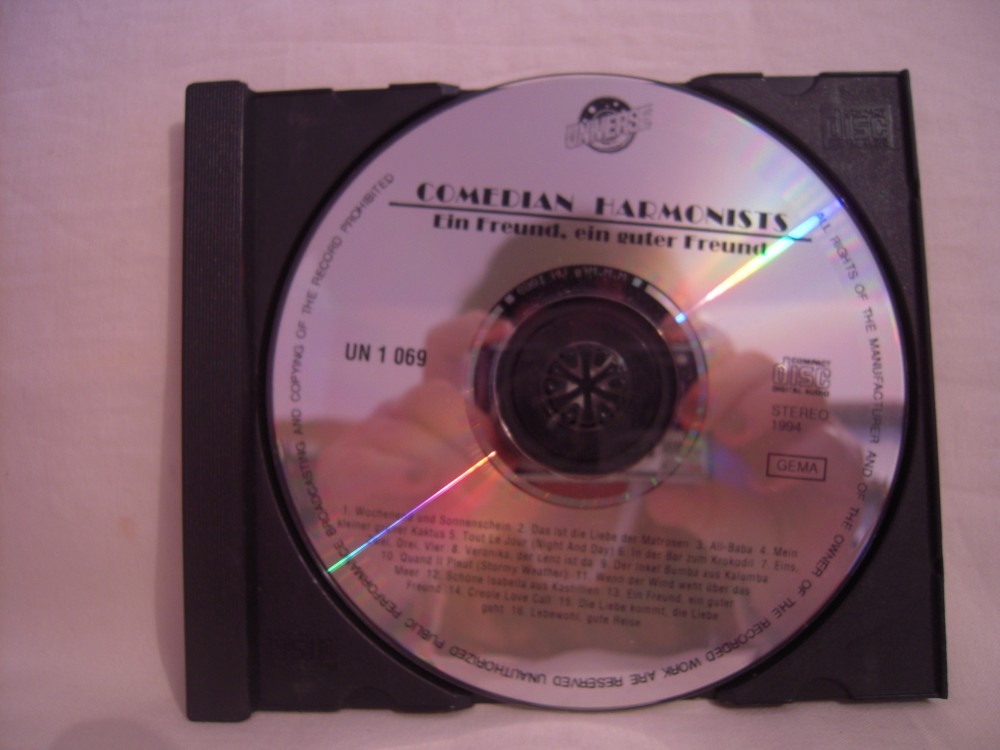 UNIVERSE
COMEDIAN HARMONISTS
Ein Freund, ein guter Freund
UN 1 069
COMPACT
DISC
DIGITAL AUDIO
STEREO
1994
GEMA
1. Wochenend und Sonnenschein 2. Das ist die Liebe der Matrosen 3. Ali-Baba 4. Mein
kleiner grüner Kaktus 5. Tout Le Jour (Night And Day) 6. In der Bar zum Krokodil 7. Eins,
Zwei, Drei, Vier 8. Veronika, der Lenz ist da 9. Der Onkel Bumba aus Kalumba
10. Quand Il Pleut (Stormy Weather) 11. Wenn der Wind weht über das
Meer 12. Schöne Isabella aus Kastilien 13. Ein Freund, ein guter
Freund 14. Creole Love Call 15. Die Liebe kommt, die Liebe
geht 16. Lebewohl, gute Reise
ALL RIGHTS OF THE MANUFACTURER AND OF THE OWNER OF THE RECORDED WORK ARE RESERVED UNAUTHORIZED PUBLIC PERFORMANCE BROADCASTING AND COPYING OF THE RECORD PROHIBITED
DISC